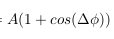 = A(1 + cos(Δϕ))